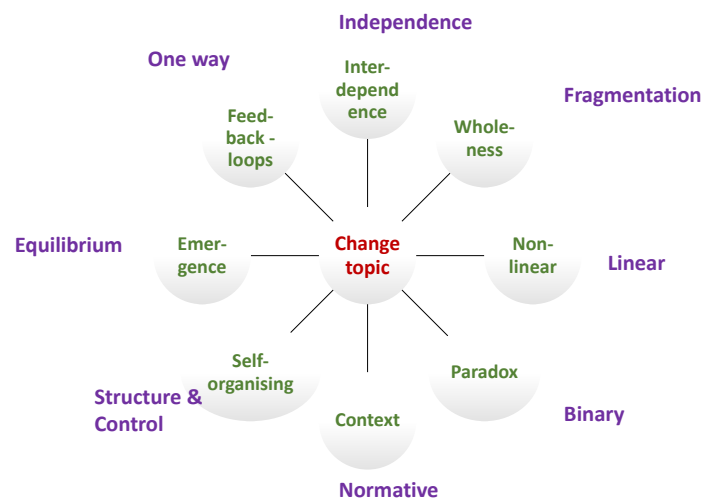 Independence
One way
Inter-
depend
ence
Fragmentation
Feed-
back -
loops
Whole-
ness
Equilibrium
Emer-
gence
Change
topic
Non-
linear
Linear
Self-
organising
Paradox
Structure &
Control
Context
Binary
Normative